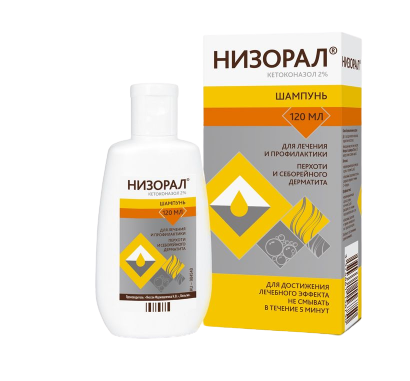 НИЗОРАЛ®
КЕТОКОНАЗОЛ 2%
ШАМПУНЬ
120 МЛ
ДЛЯ ЛЕЧЕНИЯ
И ПРОФИЛАКТИКИ
ПЕРХОТИ
И СЕБОРЕЙНОГО
ДЕРМАТИТА
ДЛЯ ДОСТИЖЕНИЯ
ЛЕЧЕБНОГО ЭФФЕКТА
НЕ СМЫВАТЬ
В ТЕЧЕНИЕ 5 МИНУТ
НИЗОРАЛ®
КЕТОКОНАЗОЛ 2%
ШАМПУНЬ
120 МЛ
ДЛЯ ЛЕЧЕНИЯ
И ПРОФИЛАКТИКИ
ПЕРХОТИ
И СЕБОРЕЙНОГО
ДЕРМАТИТА